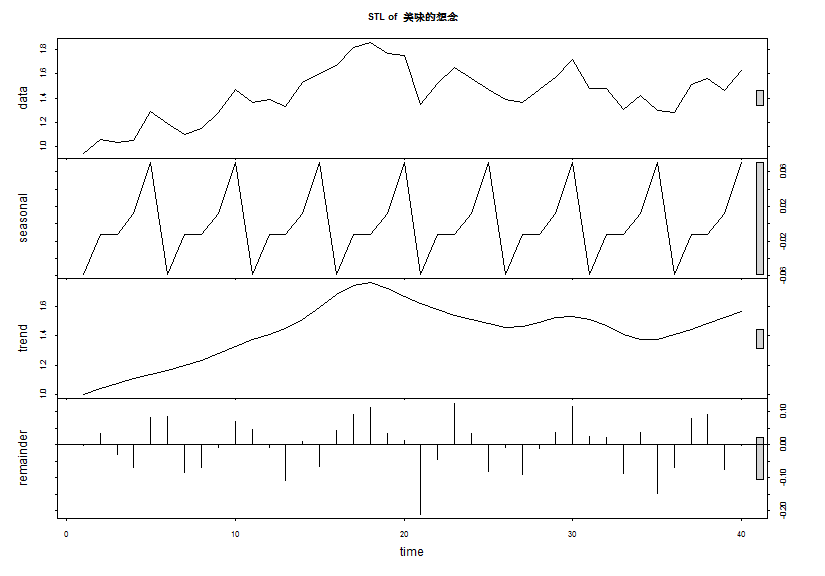 STL of 美味的想念
data
1.0 1.2 1.4 1.6 1.8
seasonal
-0.06 -0.02 0.02 0.06
trend
1.0 1.2 1.4 1.6
remainder
-0.20 -0.10 0.00 0.10
0 10 20 30 40
time